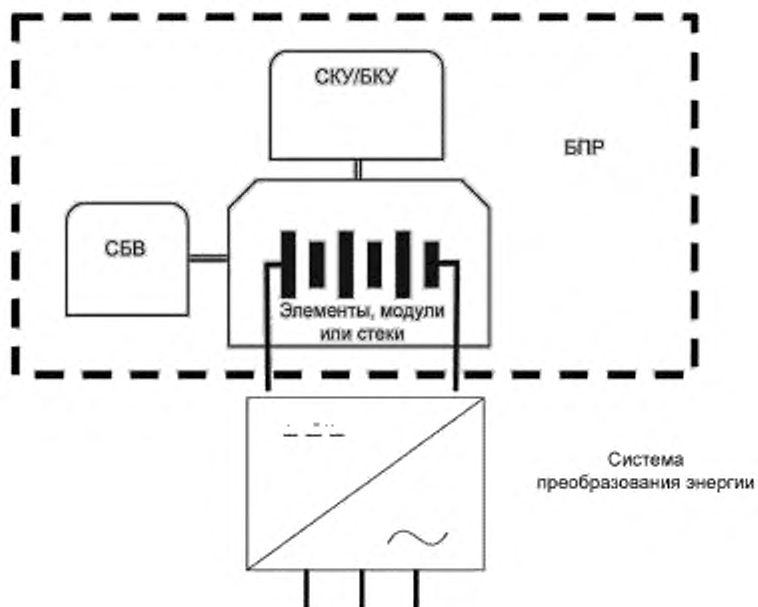 СКУ/БКУ
БПР
СБВ
Элементы, модули
или стеки
Система
преобразования энергии